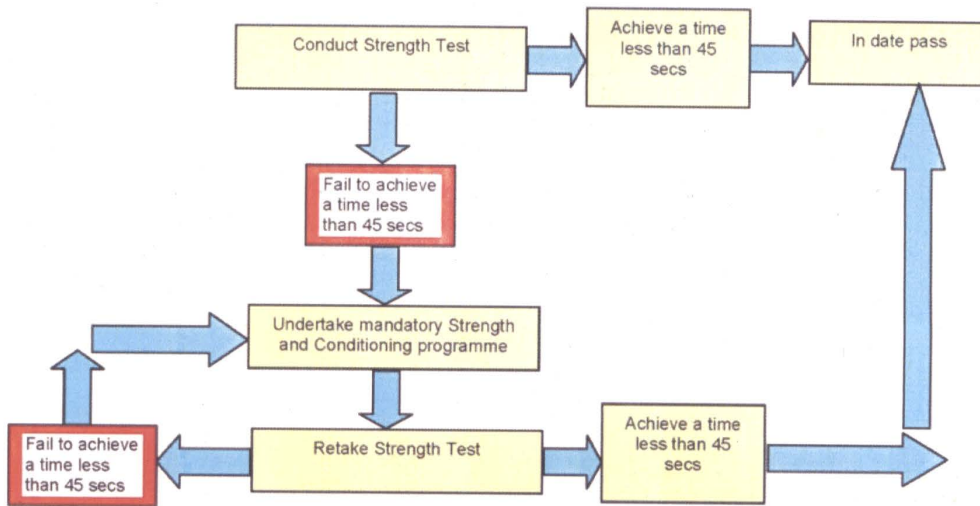 Conduct Strength Test
Achieve a time
less than 45
secs
In date pass
Fail to achieve
a time less
than 45 secs
Undertake mandatory Strength
and Conditioning programme
Fail to achieve
a time less
than 45 secs
Retake Strength Test
Achieve a time
less than 45
secs